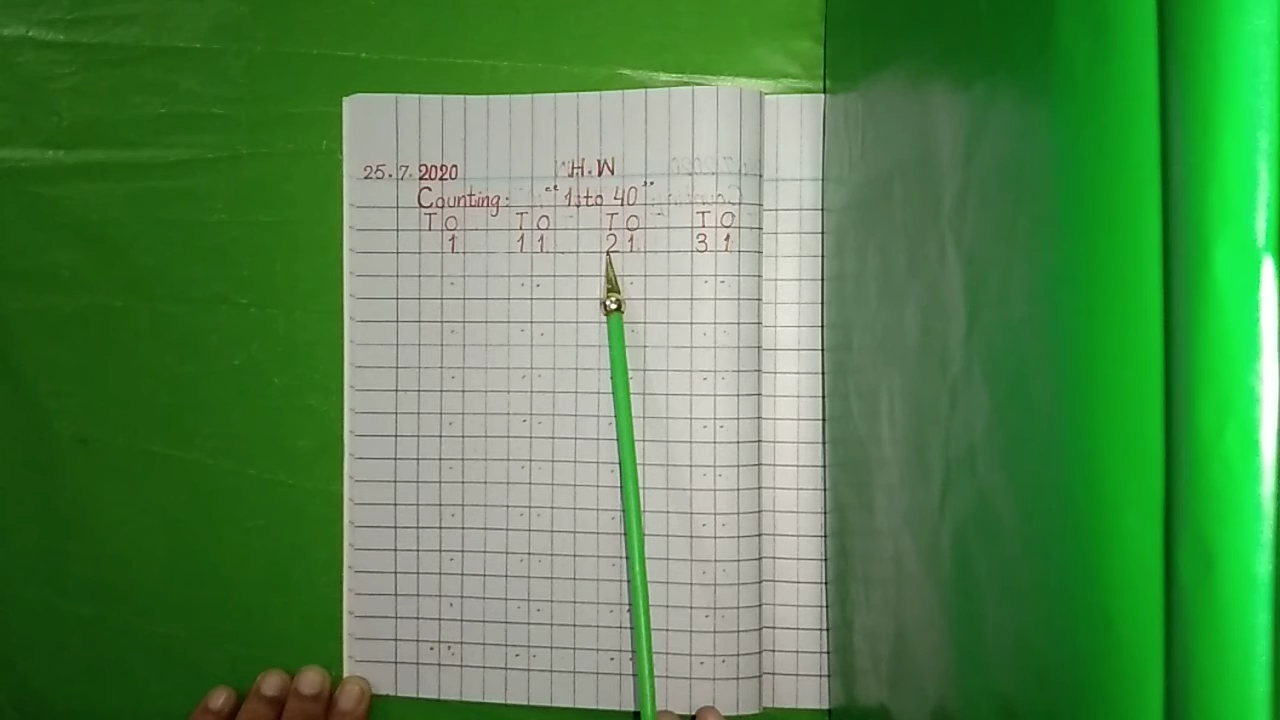 25.7.2020 H.W
Counting: "1 to 40"
T O T O T O T O
1 1 1 2 1 3 1